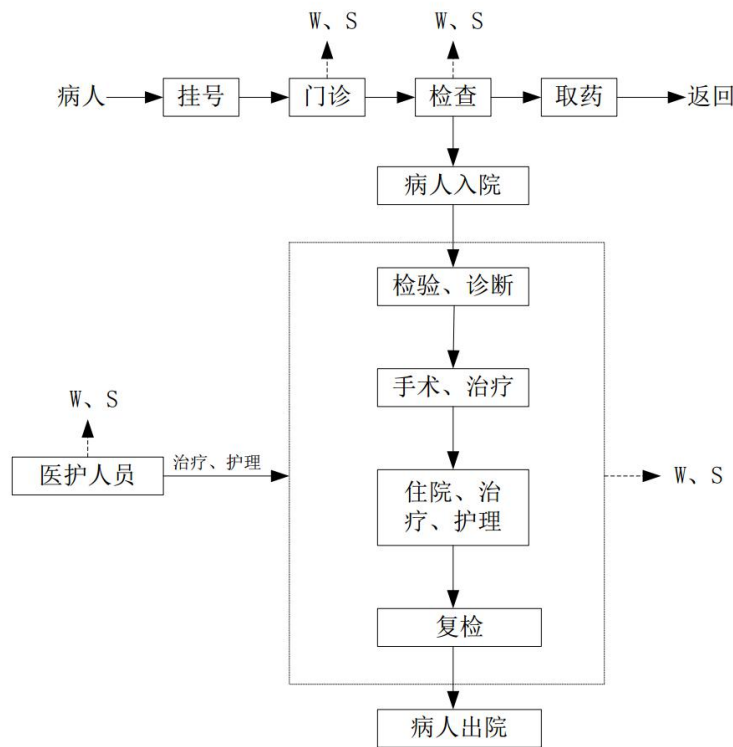 W、S
W、S
病人
挂号
门诊
检查
取药
返回
病人入院
检验、诊断
手术、治疗
W、S
医护人员
治疗、护理
住院、治
疗、护理
W、S
复检
病人出院